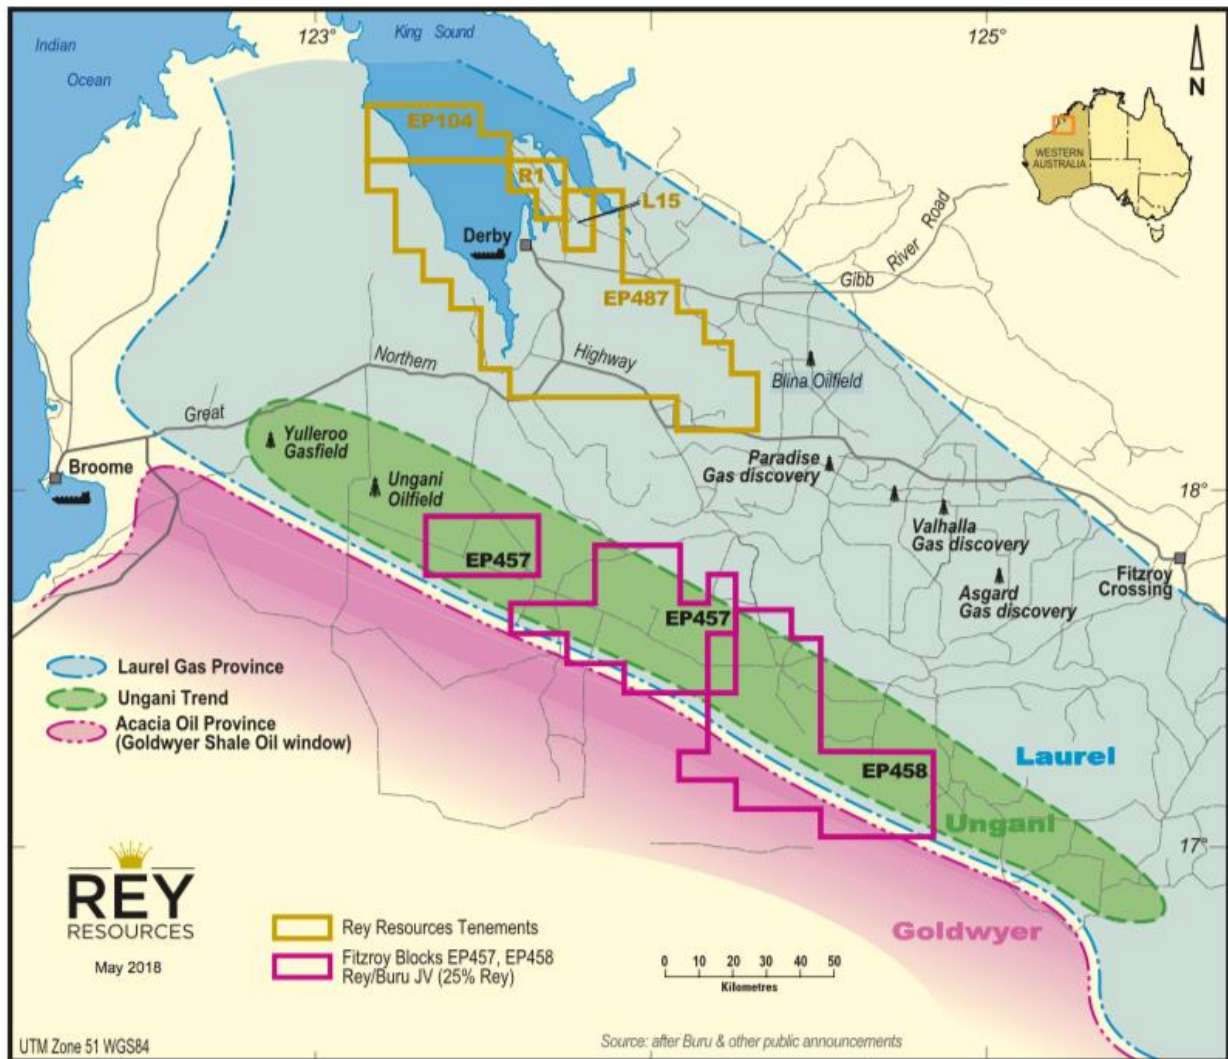 Indian
Ocean
123°
King Sound
125°
N
WESTERN
AUSTRALIA
EP104
R1
L15
Derby
Gibb River Road
EP487
Northern
Highway
Blina Oilfield
Great
Yulleroo
Gasfield
Broome
Ungani
Oilfield
Paradise
Gas discovery
18°
Valhalla
Gas discovery
EP457
Fitzroy
Crossing
Asgard
Gas discovery
EP457
Laurel Gas Province
Ungani Trend
Acacia Oil Province
(Goldwyer Shale Oil window)
Laurel
EP458
Ungani
17°
Goldwyer
REY
RESOURCES
May 2018
Rey Resources Tenements
Fitzroy Blocks EP457, EP458
Rey/Buru JV (25% Rey)
0 10 20 30 40 50
Kilometres
UTM Zone 51 WGS84
Source: after Buru & other public announcements